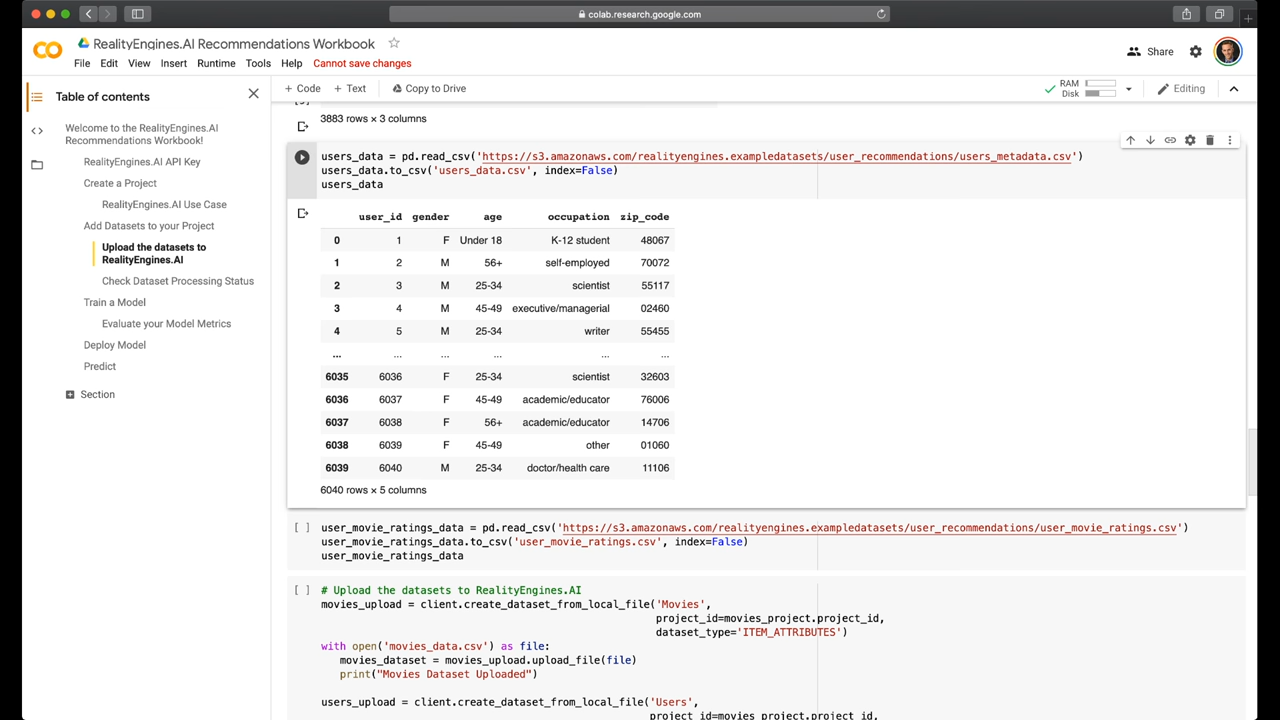 colab.research.google.com
RealityEngines.AI Recommendations Workbook
File Edit View Insert Runtime Tools Help Cannot save changes
Share
Table of contents
+ Code + Text Copy to Drive
RAM
Disk
Editing
Welcome to the RealityEngines.AI
Recommendations Workbook!
RealityEngines.AI API Key
Create a Project
RealityEngines.AI Use Case
Add Datasets to your Project
Upload the datasets to
RealityEngines.AI
Check Dataset Processing Status
Train a Model
Evaluate your Model Metrics
Deploy Model
Predict
Section
3883 rows × 3 columns
users_data = pd.read_csv('https://s3.amazonaws.com/realityengines.exampledatasets/user_recommendations/users_metadata.csv')
users_data.to_csv('users_data.csv', index=False)
users_data
user_id gender age occupation zip_code
0 1 F Under 18 K-12 student 48067
1 2 M 56+ self-employed 70072
2 3 M 25-34 scientist 55117
3 4 M 45-49 executive/managerial 02460
4 5 M 25-34 writer 55455
... ... ... ... ... ...
6035 6036 F 25-34 scientist 32603
6036 6037 F 45-49 academic/educator 76006
6037 6038 F 56+ academic/educator 14706
6038 6039 F 45-49 other 01060
6039 6040 M 25-34 doctor/health care 11106
6040 rows × 5 columns
[ ] user_movie_ratings_data = pd.read_csv('https://s3.amazonaws.com/realityengines.exampledatasets/user_recommendations/user_movie_ratings.csv')
user_movie_ratings_data.to_csv('user_movie_ratings.csv', index=False)
user_movie_ratings_data
[ ] # Upload the datasets to RealityEngines.AI
movies_upload = client.create_dataset_from_local_file('Movies',
project_id=movies_project.project_id,
dataset_type='ITEM_ATTRIBUTES')
with open('movies_data.csv') as file:
movies_dataset = movies_upload.upload_file(file)
print("Movies Dataset Uploaded")
users_upload = client.create_dataset_from_local_file('Users',
project_id=movies_project.project_id,